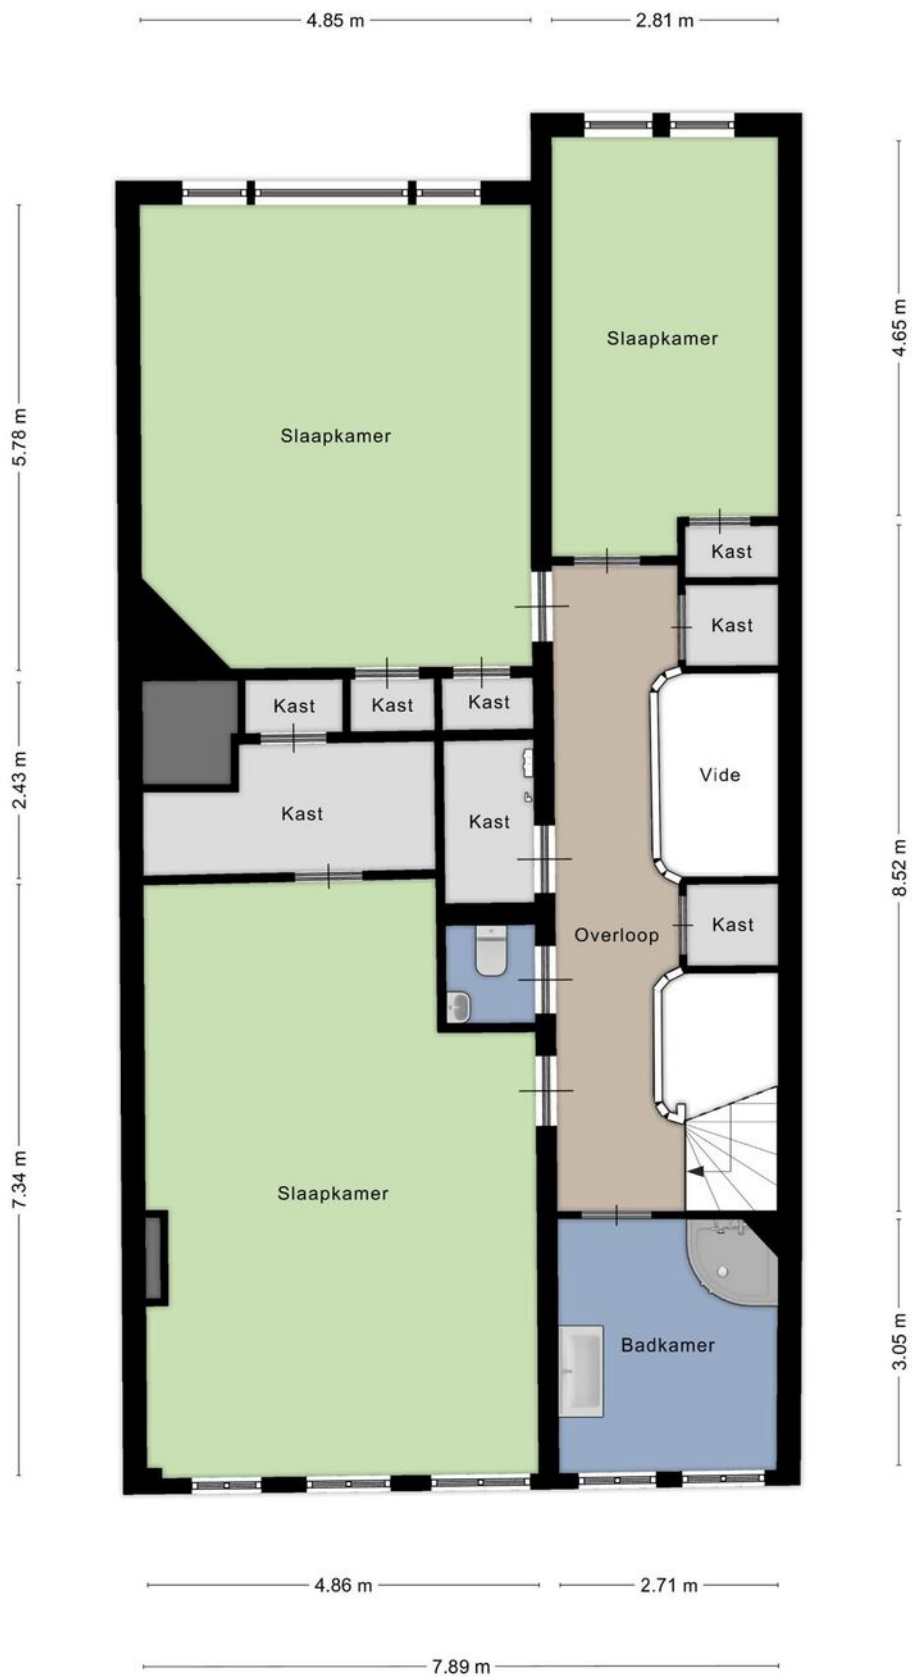 4.85 m
2.81 m
4.65 m
Slaapkamer
5.78 m
Slaapkamer
Kast
Kast
Kast
Kast
Kast
Vide
2.43 m
Kast
Kast
8.52 m
Kast
Overloop
7.34 m
Slaapkamer
Badkamer
3.05 m
4.86 m
2.71 m
7.89 m